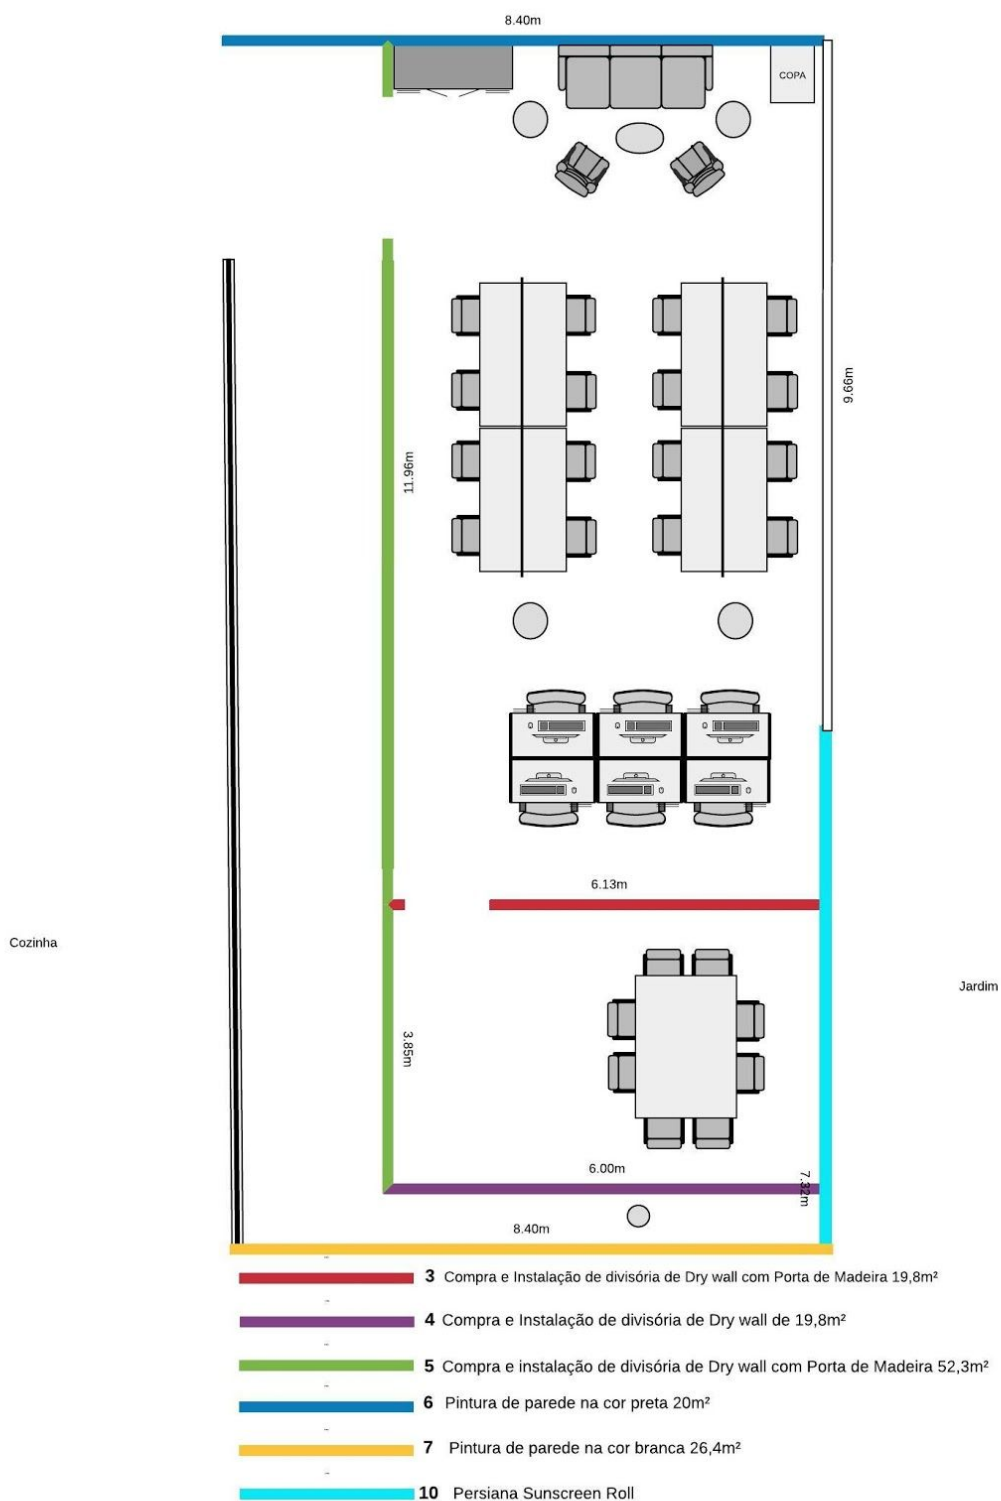 8.40m
COPA
9.66m
11.96m
6.13m
Cozinha
Jardim
3.85m
6.00m
7.32m
8.40m
3 Compra e Instalação de divisória de Dry wall com Porta de Madeira 19,8m²
4 Compra e Instalação de divisória de Dry wall de 19,8m²
5 Compra e instalação de divisória de Dry wall com Porta de Madeira 52,3m²
6 Pintura de parede na cor preta 20m²
7 Pintura de parede na cor branca 26,4m²
10 Persiana Sunscreen Roll